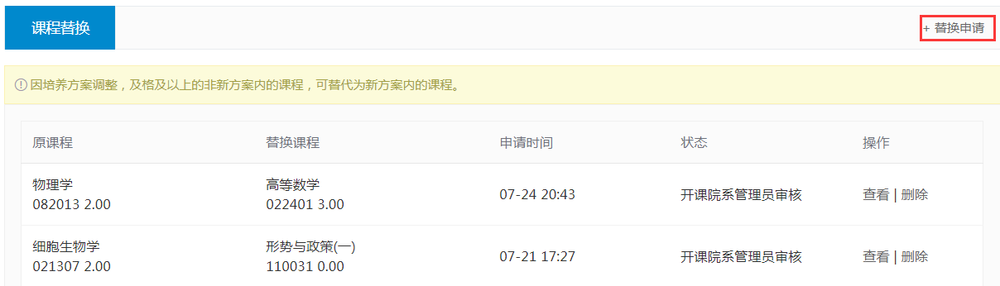 课程替换
+ 替换申请
因培养方案调整，及格及以上的非新方案内的课程，可替代为新方案内的课程。
原课程 替换课程 申请时间 状态 操作
物理学 高等数学
082013 2.00 022401 3.00 07-24 20:43 开课院系管理员审核 查看 | 删除
细胞生物学 形势与政策(一)
021307 2.00 110031 0.00 07-21 17:27 开课院系管理员审核 查看 | 删除